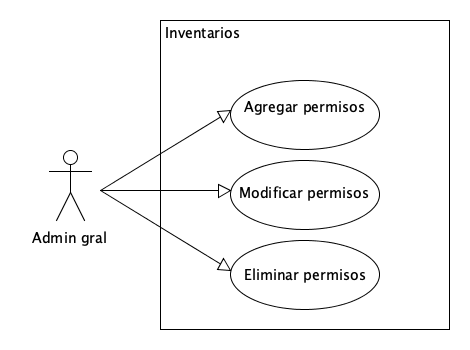 Inventarios
Agregar permisos
Modificar permisos
Admin gral
Eliminar permisos